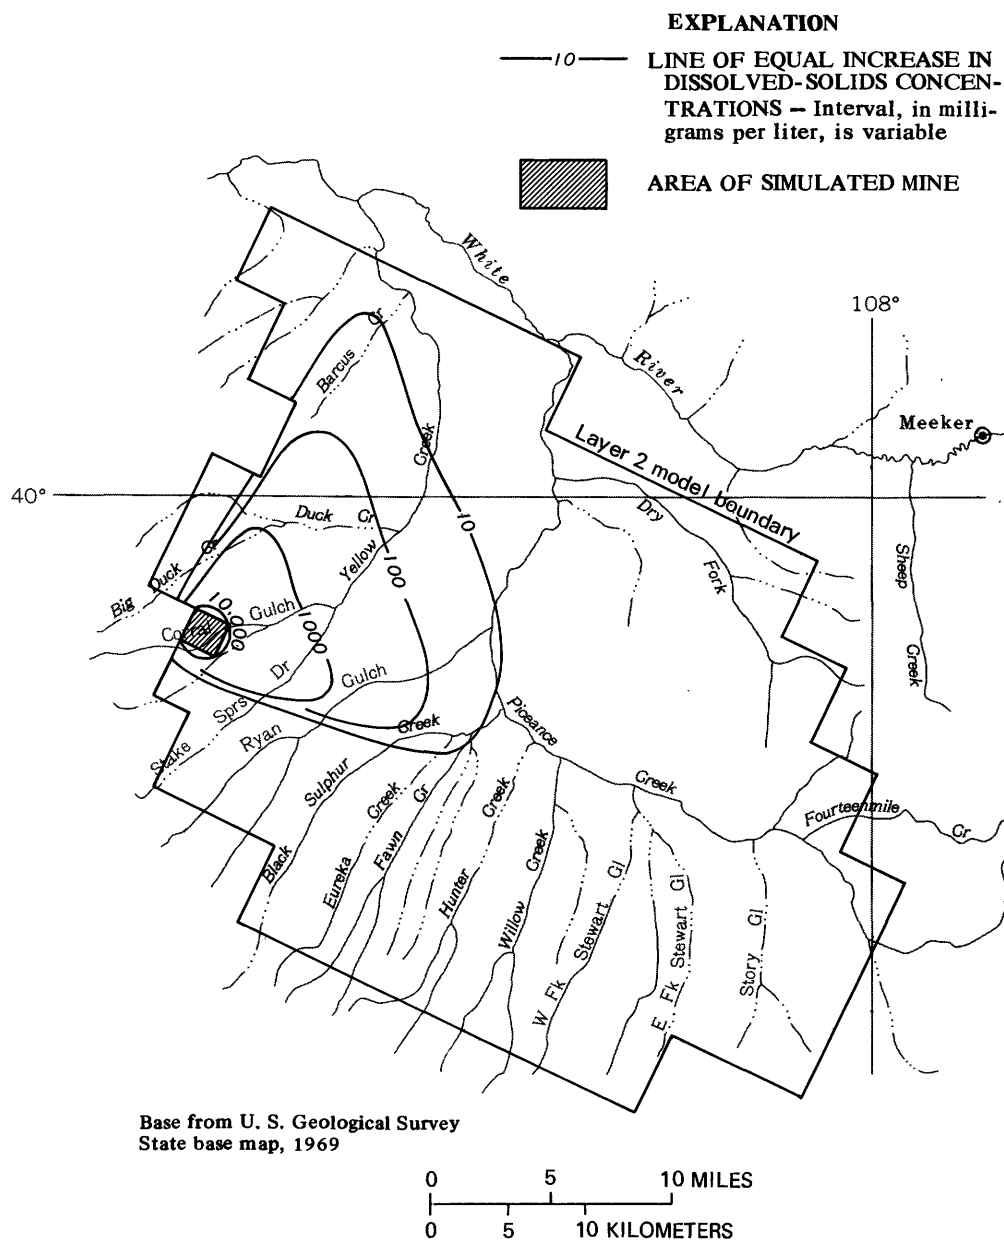 EXPLANATION
10 LINE OF EQUAL INCREASE IN
DISSOLVED-SOLIDS CONCEN-
TRATIONS — Interval, in milli-
grams per liter, is variable
AREA OF SIMULATED MINE
White
River
108°
Meeker
Barcus Cr
Creek
Layer 2 model boundary
40°
Duck Cr
10
Dry
Fork
Sheep
Creek
Yellow
100
Big Duck Cr
10,000
Corral Gulch
1000
Stake Sprs Dr
Ryan Gulch
Piceance
Creek
Black Sulphur Creek
Eureka Creek
Fawn Cr
Hunter Creek
Willow Creek
W Fk Stewart Gl
E Fk Stewart Gl
Story Gl
Fourteenmile
Cr
Base from U. S. Geological Survey
State base map, 1969
0 5 10 MILES
0 5 10 KILOMETERS